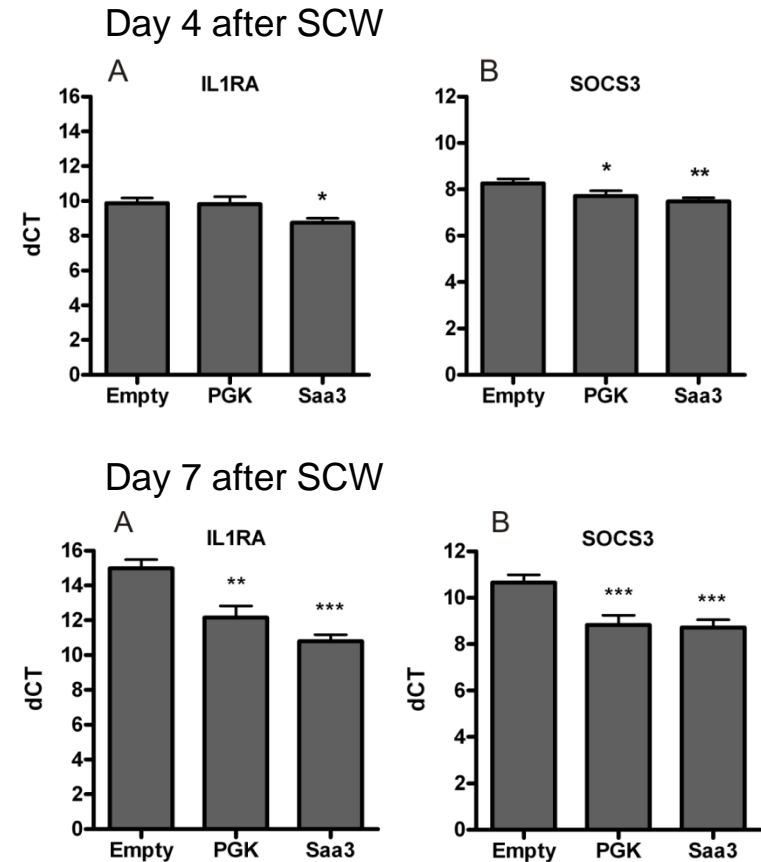 Day 4 after SCW
A
IL1RA
16
14
12
10
8
6
4
2
0
dCT
*
Empty PGK Saa3
B
SOCS3
12
10
8
6
4
2
0
* **
Empty PGK Saa3
Day 7 after SCW
A
IL1RA
16
14
12
10
8
6
4
2
0
dCT
** ***
Empty PGK Saa3
B
SOCS3
12
10
8
6
4
2
0
dCT
*** ***
Empty PGK Saa3